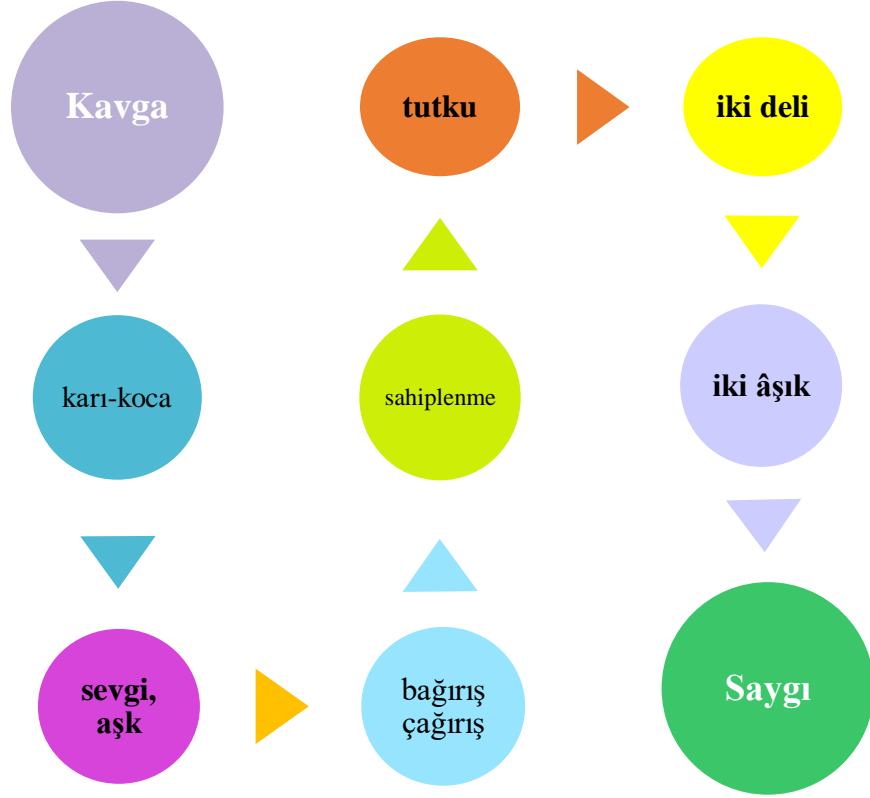 Kavga
karı-koca
sevgi,
aşk
bağırış
çağırış
sahiplenme
tutku
iki deli
iki âşık
Saygı